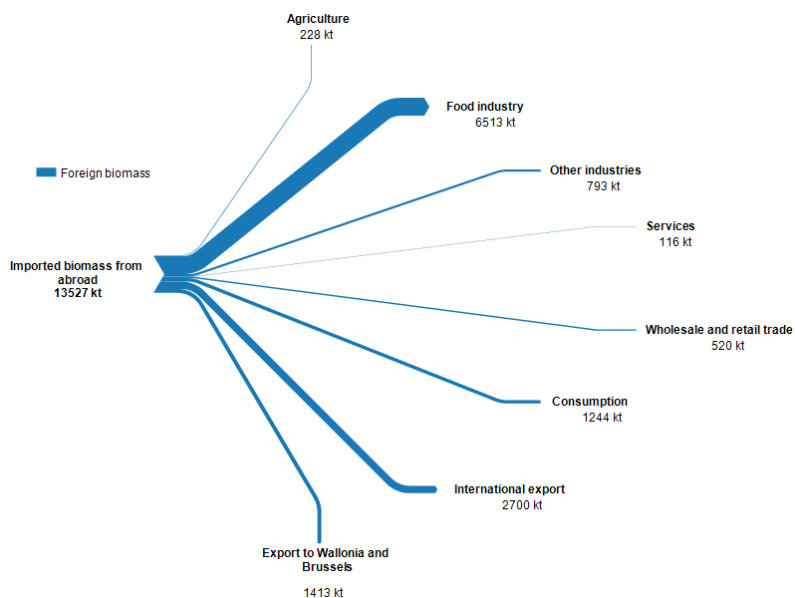 Agriculture
228 kt
Food industry
6513 kt
Other industries
793 kt
Foreign biomass
Services
116 kt
Imported biomass from
abroad
13527 kt
Wholesale and retail trade
520 kt
Consumption
1244 kt
International export
2700 kt
Export to Wallonia and
Brussels
1413 kt